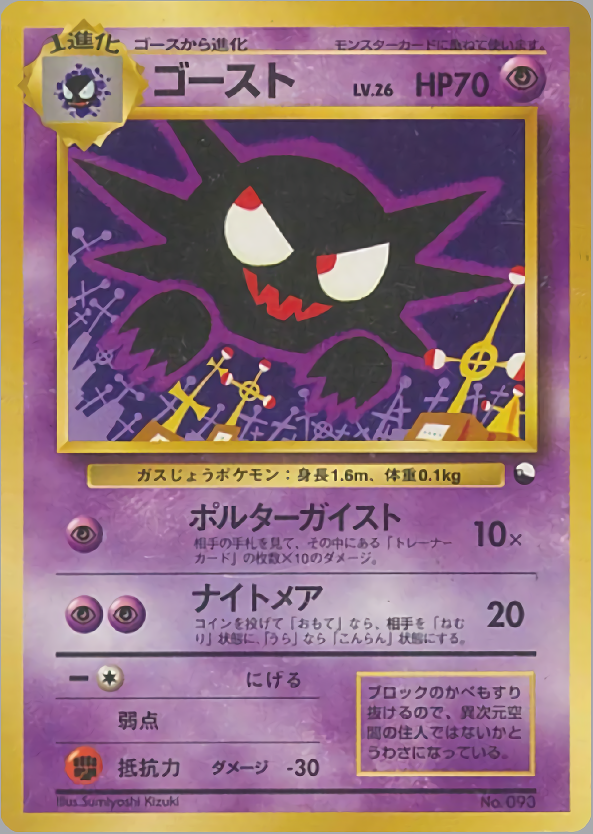 1進化
ゴースから進化
モンスターカードに重ねて使います。
ゴースト
LV.26 HP70
ガスじょうポケモン：身長1.6m、体重0.1kg
ポルターガイスト
10×
相手の手札を見て、その中にある「トレーナー
カード」の枚数×10のダメージ。
ナイトメア
20
コインを投げて「おもて」なら、相手を「ねむ
り」状態に、「うら」なら「こんらん」状態にする。
にげる
弱点
抵抗力 ダメージ -30
ブロックのかべもすり
抜けるので、異次元空
間の住人ではないかと
うわさになっている。
Illus.Sumiyoshi Kizuki
No.093